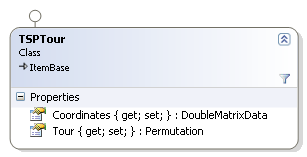 TSPTour
Class
ItemBase
Properties
Coordinates { get; set; } : DoubleMatrixData
Tour { get; set; } : Permutation